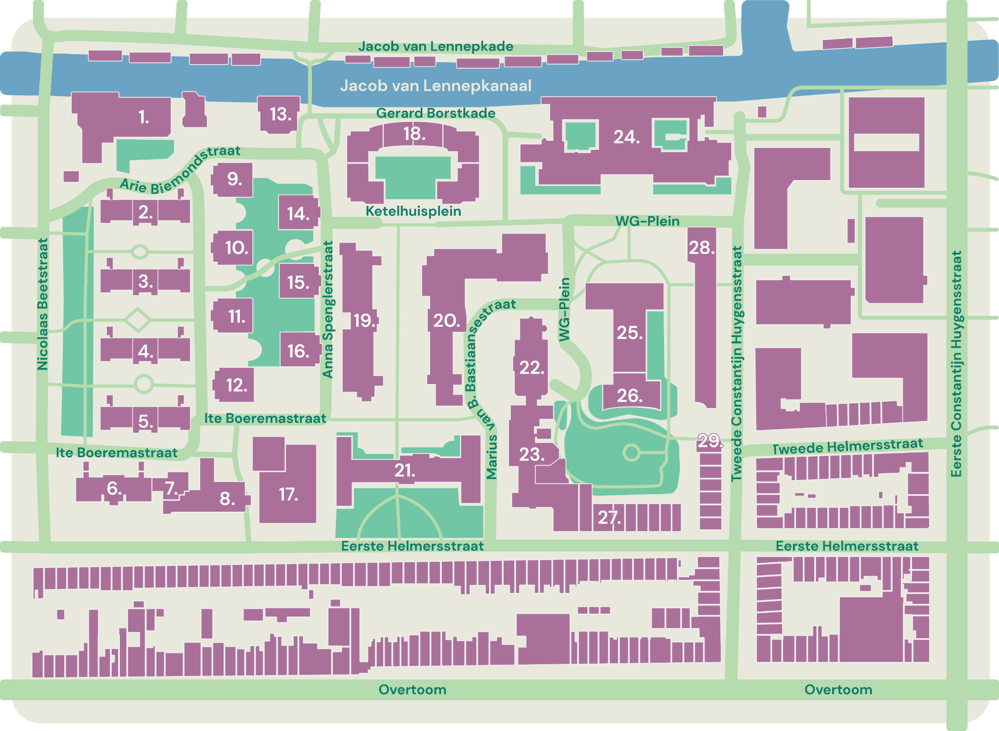 Jacob van Lennepkade
Jacob van Lennepkanaal
Gerard Borstkade
1.
13.
18.
24.
Arie Biemondstraat
9.
2.
14.
Ketelhuisplein
WG-Plein
10.
28.
3.
15.
Nicolaas Beetsstraat
Anna Spenglerstraat
11.
19.
20.
Marius van B. Bastiaansestraat
WG-Plein
25.
Tweede Constantijn Huygensstraat
Eerste Constantijn Huygensstraat
4.
16.
22.
12.
26.
5.
Ite Boeremastraat
29.
Ite Boeremastraat
Tweede Helmersstraat
23.
21.
6.
7.
8.
17.
27.
Eerste Helmersstraat
Eerste Helmersstraat
Overtoom
Overtoom